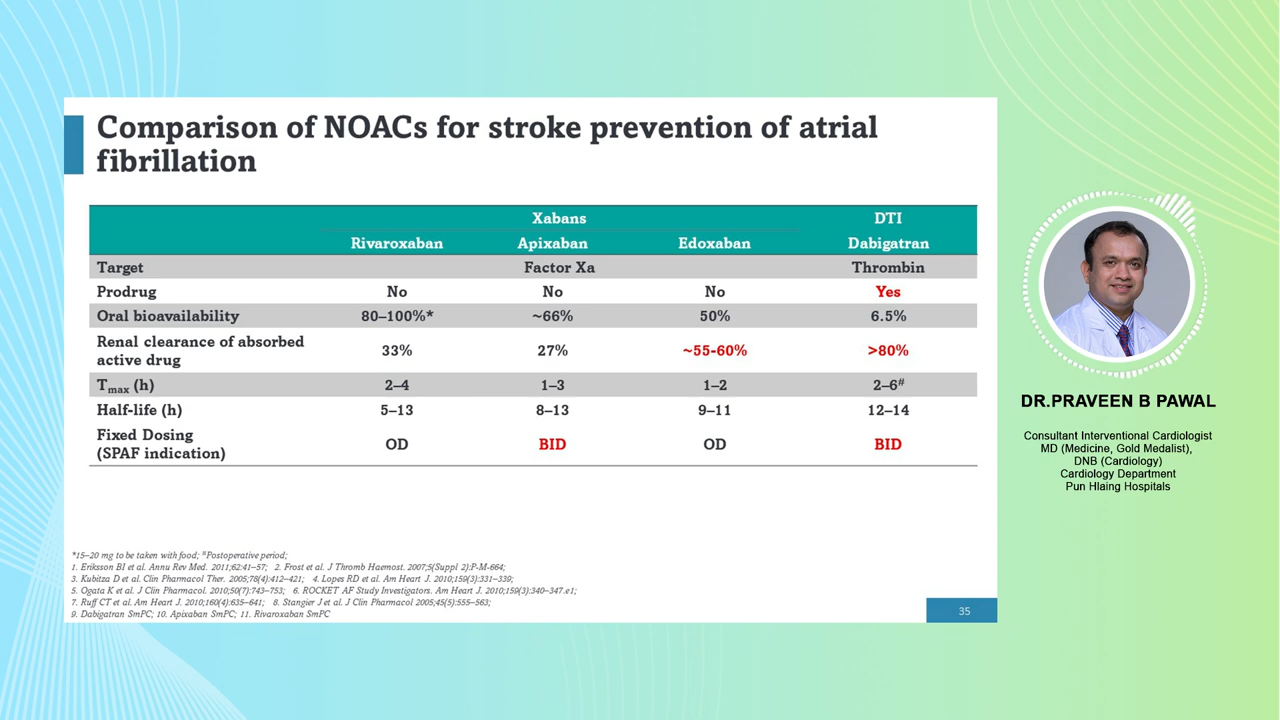 Comparison of NOACs for stroke prevention of atrial
fibrillation
Xabans DTI
Rivaroxaban Apixaban Edoxaban Dabigatran
Target Factor Xa Thrombin
Prodrug No No No Yes
Oral bioavailability 80–100%* ~66% 50% 6.5%
Renal clearance of absorbed
active drug 33% 27% ~55-60% >80%
Tmax (h) 2–4 1–3 1–2 2–6#
Half-life (h) 5–13 8–13 9–11 12–14
Fixed Dosing
(SPAF indication) OD BID OD BID
*15–20 mg to be taken with food; #Postoperative period;
1. Eriksson BI et al. Annu Rev Med. 2011;62:41–57; 2. Frost et al. J Thromb Haemost. 2007;5(Suppl 2):P-M-664;
3. Kubitza D et al. Clin Pharmacol Ther. 2005;78(4):412–421; 4. Lopes RD et al. Am Heart J. 2010;159(3):331–339;
5. Ogata K et al. J Clin Pharmacol. 2010;50(7):743–753; 6. ROCKET AF Study Investigators. Am Heart J. 2010;159(3):340–347.e1;
7. Ruff CT et al. Am Heart J. 2010;160(4):635–641; 8. Stangier J et al. J Clin Pharmacol 2005;45(5):555–563;
9. Dabigatran SmPC; 10. Apixaban SmPC; 11. Rivaroxaban SmPC
35
DR.PRAVEEN B PAWAL
Consultant Interventional Cardiologist
MD (Medicine, Gold Medalist),
DNB (Cardiology)
Cardiology Department
Pun Hlaing Hospitals